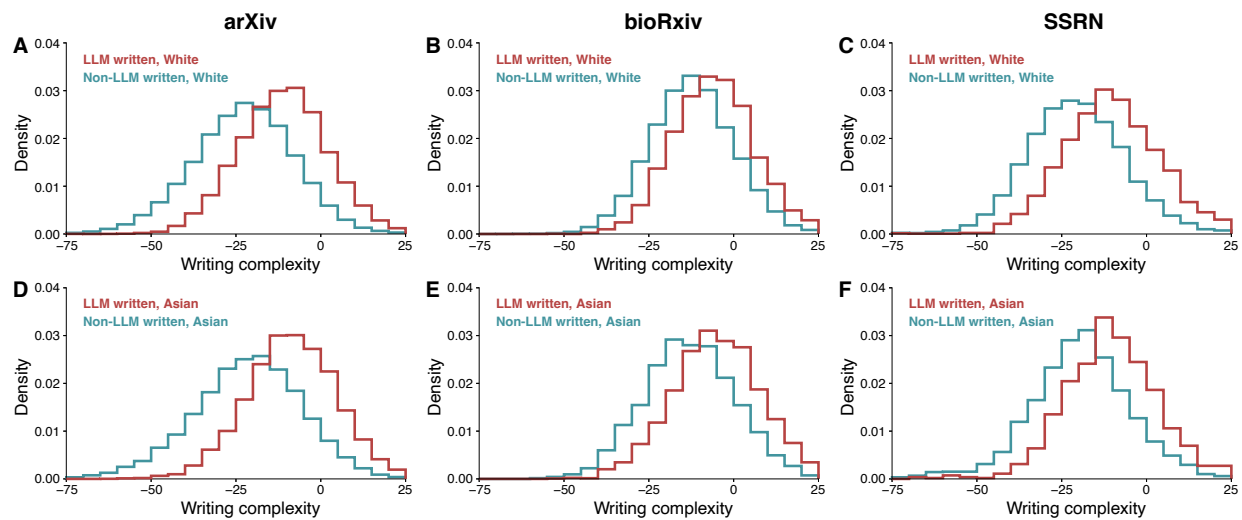 arXiv
bioRxiv
SSRN
A
LLM written, White
Non-LLM written, White
0.04
0.03
0.02
0.01
0.00
Density
−75
−50
−25
0
25
Writing complexity
B
LLM written, White
Non-LLM written, White
0.04
0.03
0.02
0.01
0.00
Density
−75
−50
−25
0
25
Writing complexity
C
LLM written, White
Non-LLM written, White
0.04
0.03
0.02
0.01
0.00
Density
−75
−50
−25
0
25
Writing complexity
D
LLM written, Asian
Non-LLM written, Asian
0.04
0.03
0.02
0.01
0.00
Density
−75
−50
−25
0
25
Writing complexity
E
LLM written, Asian
Non-LLM written, Asian
0.04
0.03
0.02
0.01
0.00
Density
−75
−50
−25
0
25
Writing complexity
F
LLM written, Asian
Non-LLM written, Asian
0.04
0.03
0.02
0.01
0.00
Density
−75
−50
−25
0
25
Writing complexity